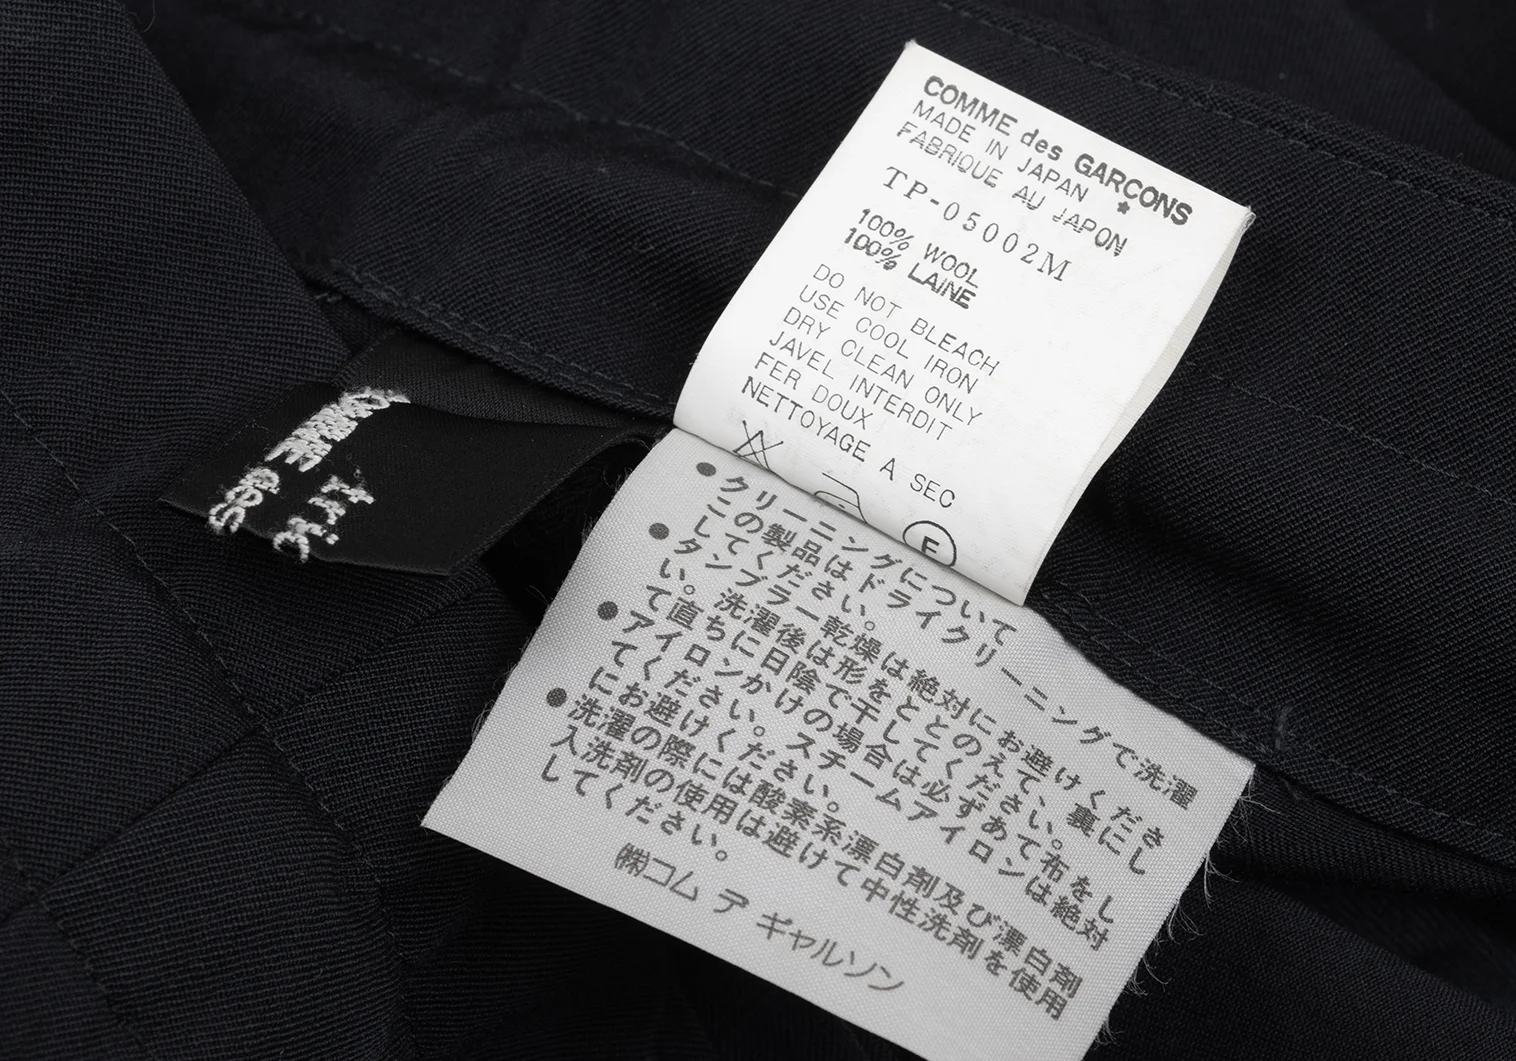 COMME des GARCONS
MADE IN JAPAN ★
FABRIQUE AU JAPON
TP-05002M
100% WOOL
100% LAINE
DO NOT BLEACH
USE COOL IRON
DRY CLEAN ONLY
JAVEL INTERDIT
FER DOUX
NETTOYAGE A SEC
F
●クリーニングについて
この製品はドライクリーニングで洗濯
してください。
●タンブラー乾燥は絶対にお避けくださ
い。洗濯後は形をととのえて、裏にし
て直ちに日陰で干してください。
●アイロンかけの場合は必ずあて布をし
てください。スチームアイロンは絶対
にお避けください。
●洗濯の際には酸素系漂白剤及び漂白剤
入洗剤の使用は避けて中性洗剤を使用
してください。
㈱コム デ ギャルソン